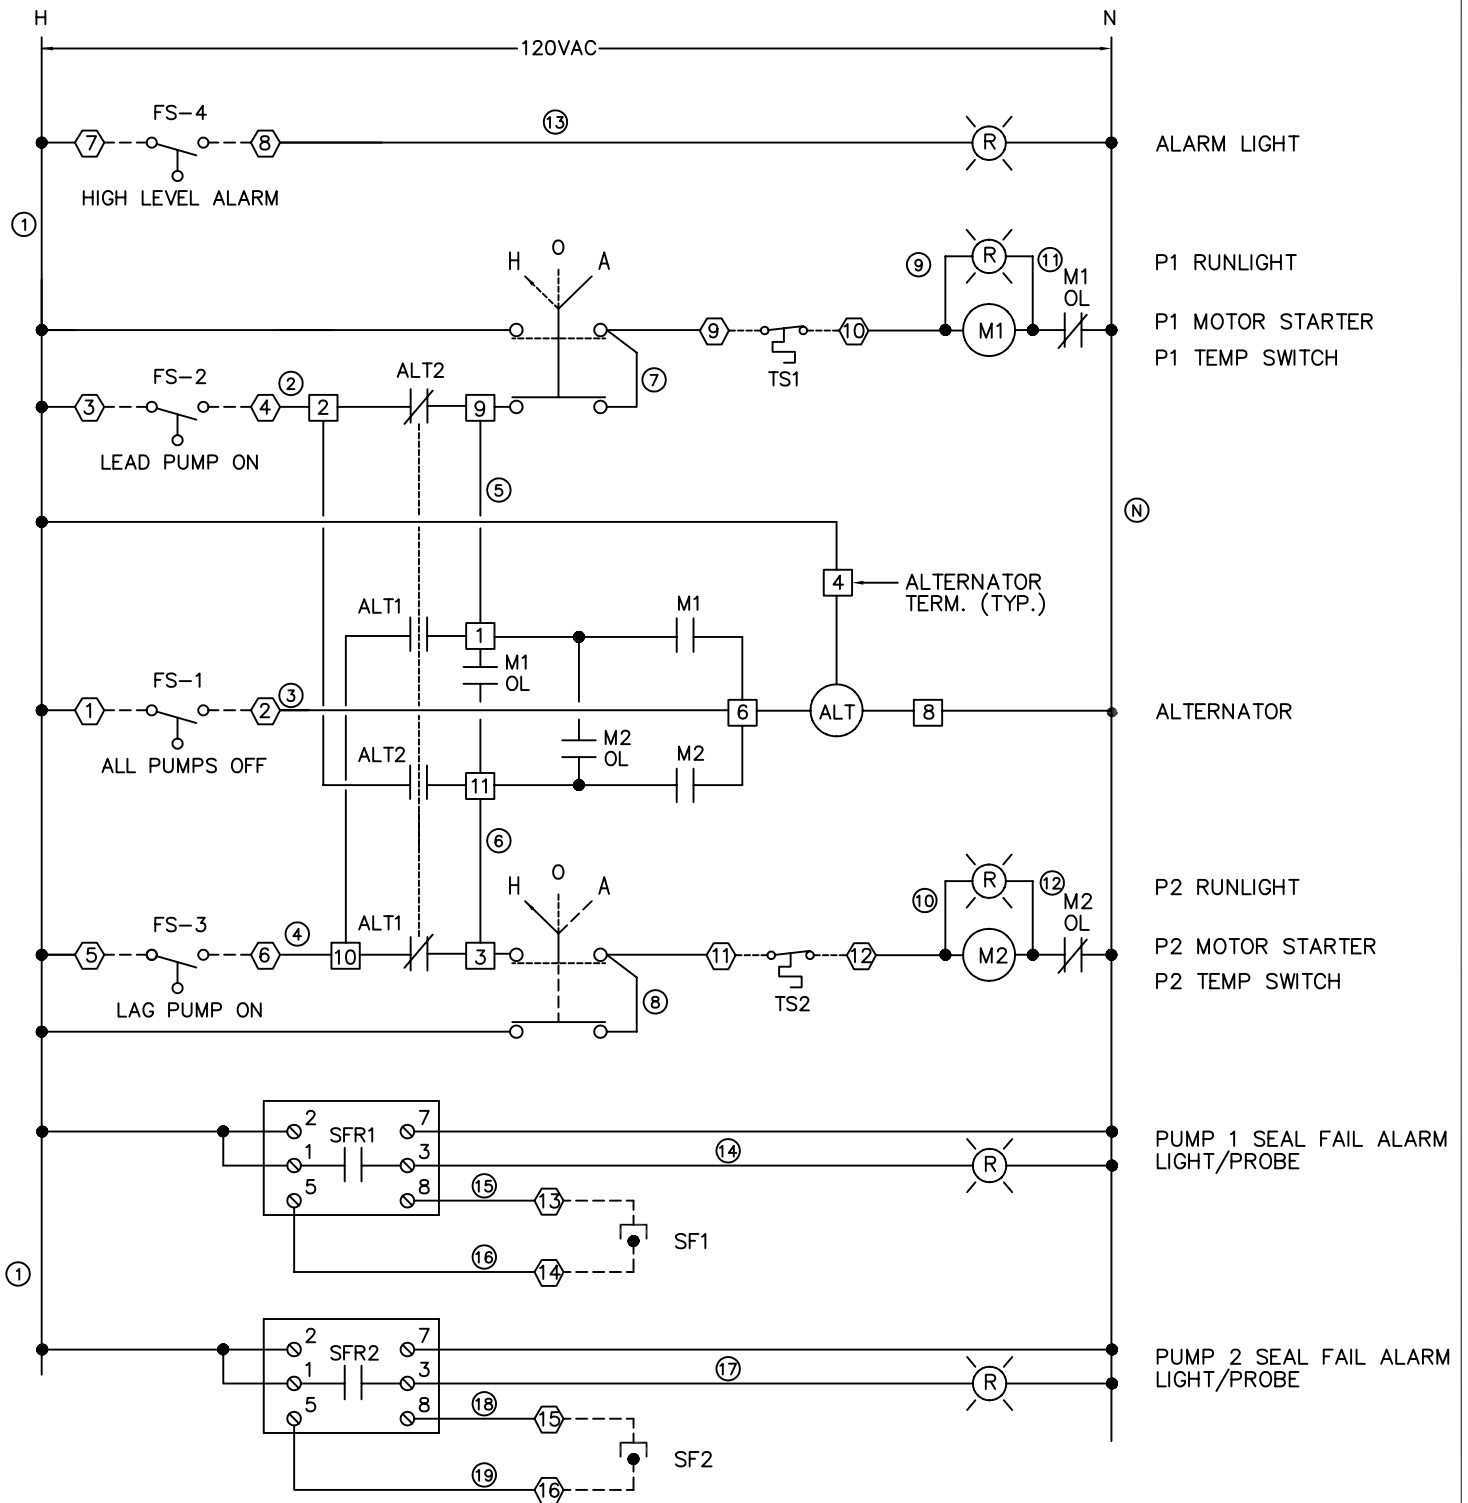 H
N
120VAC
FS-4
7
8
13
R
ALARM LIGHT
HIGH LEVEL ALARM
1
H
O
A
9
R
11
M1
OL
P1 RUNLIGHT
9
10
M1
P1 MOTOR STARTER
TS1
P1 TEMP SWITCH
FS-2
2
ALT2
7
3
4
2
9
LEAD PUMP ON
5
N
4
ALTERNATOR
TERM. (TYP.)
ALT1
M1
1
M1
OL
FS-1
3
1
2
6
ALT
8
ALTERNATOR
ALL PUMPS OFF
ALT2
M2
OL
M2
11
6
H
O
A
10
R
12
M2
OL
P2 RUNLIGHT
FS-3
4
ALT1
5
6
10
3
11
12
M2
P2 MOTOR STARTER
TS2
P2 TEMP SWITCH
LAG PUMP ON
8
2
SFR1
7
1
3
14
R
PUMP 1 SEAL FAIL ALARM
LIGHT/PROBE
5
8
15
13
SF1
16
14
1
2
SFR2
7
1
3
17
R
PUMP 2 SEAL FAIL ALARM
LIGHT/PROBE
5
8
18
15
SF2
19
16